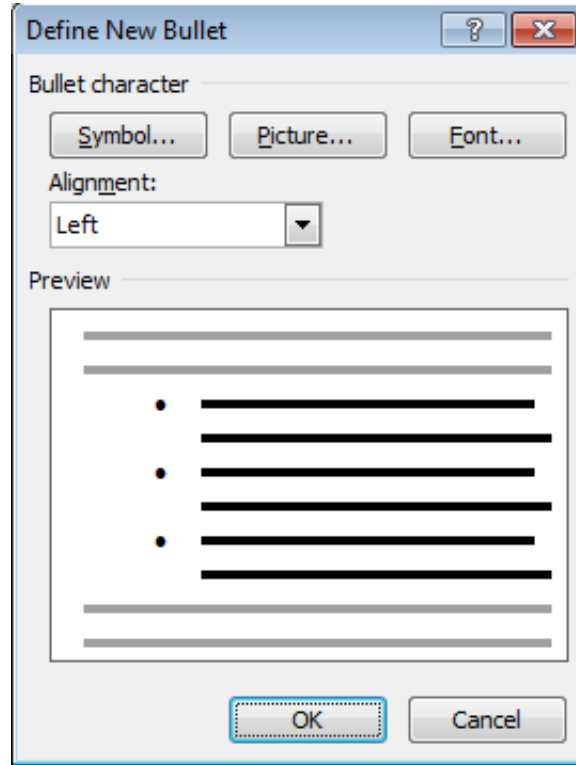 Define New Bullet
Bullet character
Symbol... Picture... Font...
Alignment:
Left
Preview
OK Cancel